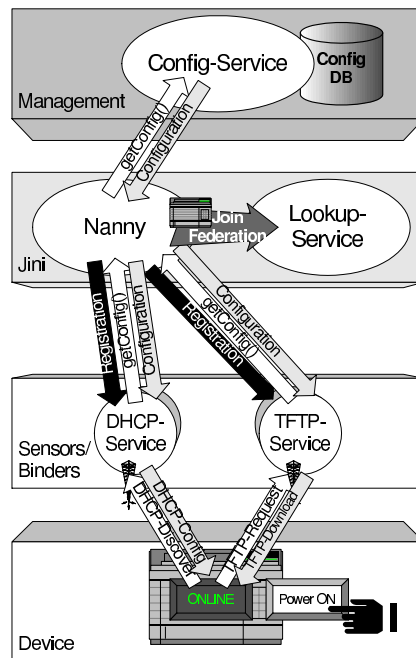 Config-Service
Config
DB
Management
getConfig()
Configuration
Nanny
Join
Federation
Lookup-
Service
Jini
Registration
getConfig()
Configuration
Registration
getConfig()
Configuration
DHCP-
Service
TFTP-
Service
Sensors/
Binders
DHCP-Discover
DHCP-Config
TFTP-Request
TFTP-Download
ONLINE
Power ON
Device